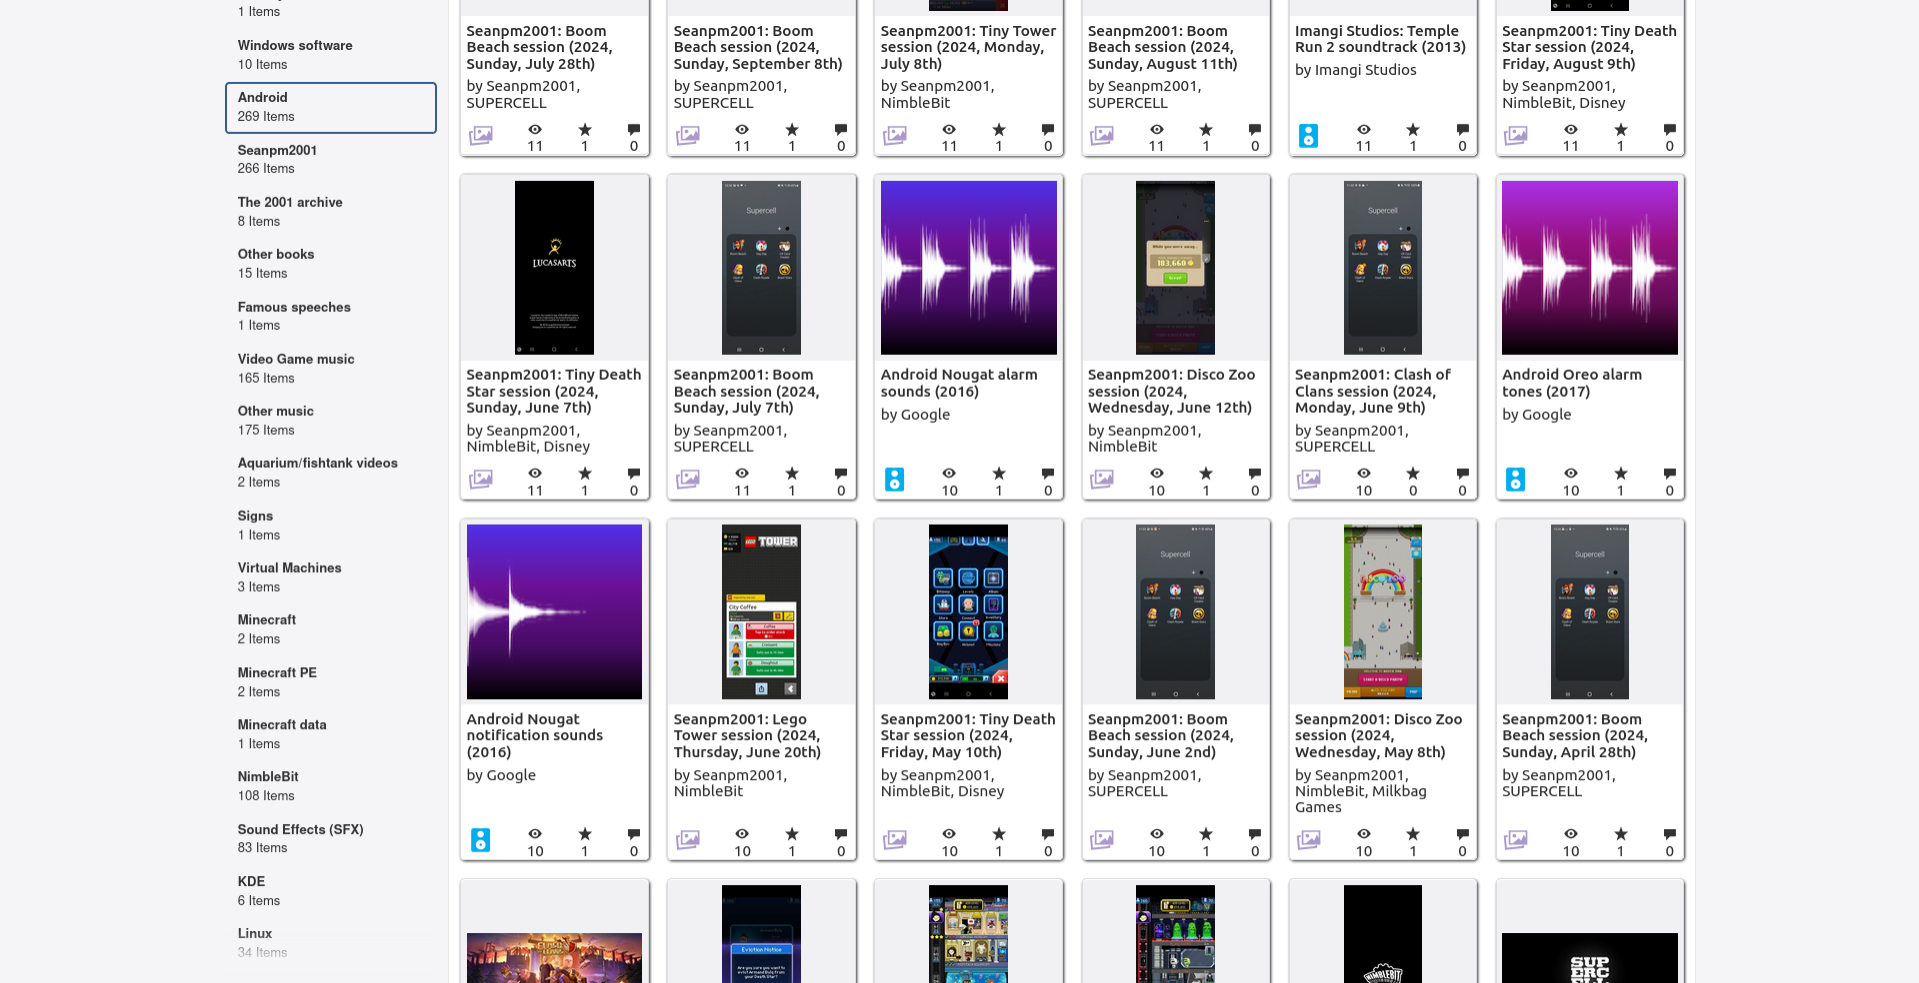 1 Items
Windows software
10 Items
Android
269 Items
Seanpm2001
266 Items
The 2001 archive
8 Items
Other books
15 Items
Famous speeches
1 Items
Video Game music
165 Items
Other music
175 Items
Aquarium/fishtank videos
2 Items
Signs
1 Items
Virtual Machines
3 Items
Minecraft
2 Items
Minecraft PE
2 Items
Minecraft data
1 Items
NimbleBit
108 Items
Sound Effects (SFX)
83 Items
KDE
6 Items
Linux
34 Items
Seanpm2001: Boom
Beach session (2024,
Sunday, July 28th)
by Seanpm2001,
SUPERCELL
11 1 0
Seanpm2001: Boom
Beach session (2024,
Sunday, September 8th)
by Seanpm2001,
SUPERCELL
11 1 0
Seanpm2001: Tiny Tower
session (2024, Monday,
July 8th)
by Seanpm2001,
NimbleBit
11 1 0
Seanpm2001: Boom
Beach session (2024,
Sunday, August 11th)
by Seanpm2001,
SUPERCELL
11 1 0
Imangi Studios: Temple
Run 2 soundtrack (2013)
by Imangi Studios
11 1 0
Seanpm2001: Tiny Death
Star session (2024,
Friday, August 9th)
by Seanpm2001,
NimbleBit, Disney
11 1 0
LUCASARTS
Seanpm2001: Tiny Death
Star session (2024,
Sunday, June 7th)
by Seanpm2001,
NimbleBit, Disney
11 1 0
Supercell
Seanpm2001: Boom
Beach session (2024,
Sunday, July 7th)
by Seanpm2001,
SUPERCELL
11 1 0
Android Nougat alarm
sounds (2016)
by Google
10 1 0
While you were away...
183,660
Seanpm2001: Disco Zoo
session (2024,
Wednesday, June 12th)
by Seanpm2001,
NimbleBit
10 1 0
Supercell
Seanpm2001: Clash of
Clans session (2024,
Monday, June 9th)
by Seanpm2001,
SUPERCELL
10 0 0
Android Oreo alarm
tones (2017)
by Google
10 1 0
Android Nougat
notification sounds
(2016)
by Google
10 1 0
LEGO TOWER
City Coffee
Seanpm2001: Lego
Tower session (2024,
Thursday, June 20th)
by Seanpm2001,
NimbleBit
10 1 0
Seanpm2001: Tiny Death
Star session (2024,
Friday, May 10th)
by Seanpm2001,
NimbleBit, Disney
10 1 0
Supercell
Seanpm2001: Boom
Beach session (2024,
Sunday, June 2nd)
by Seanpm2001,
SUPERCELL
10 1 0
DISCO ZOO
Seanpm2001: Disco Zoo
session (2024,
Wednesday, May 8th)
by Seanpm2001,
NimbleBit, Milkbag
Games
10 1 0
Supercell
Seanpm2001: Boom
Beach session (2024,
Sunday, April 28th)
by Seanpm2001,
SUPERCELL
10 1 0
Eviction Notice
NIMBLEBIT
SUP
ERC